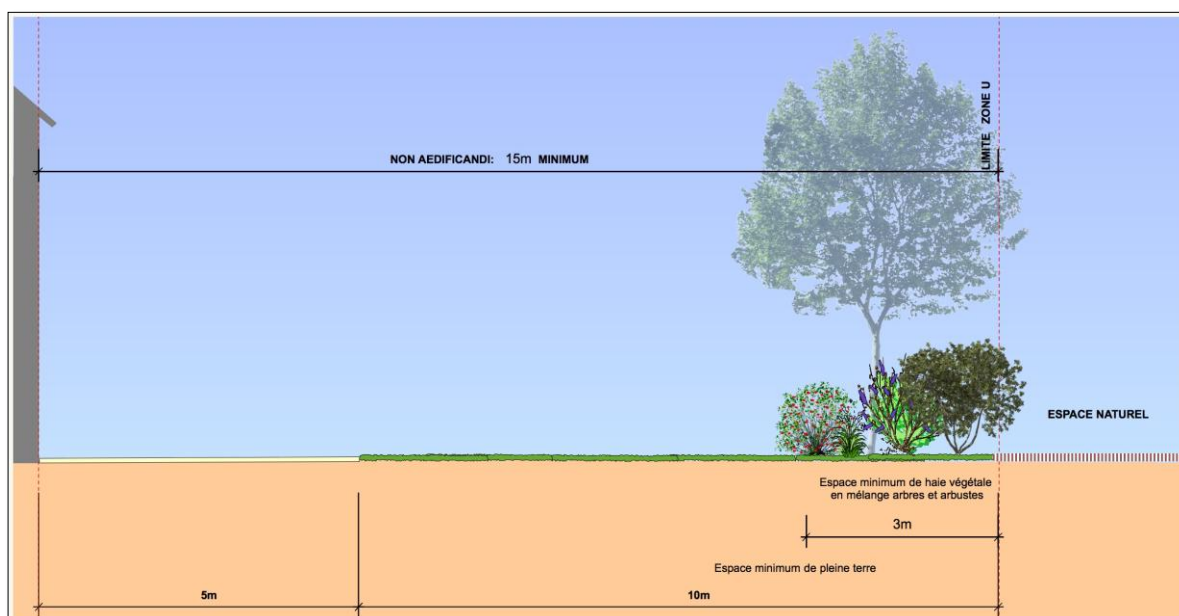 LIMITE ZONE U
NON AEDIFICANDI: 15m MINIMUM
ESPACE NATUREL
Espace minimum de haie végétale
en mélange arbres et arbustes
3m
Espace minimum de pleine terre
5m
10m